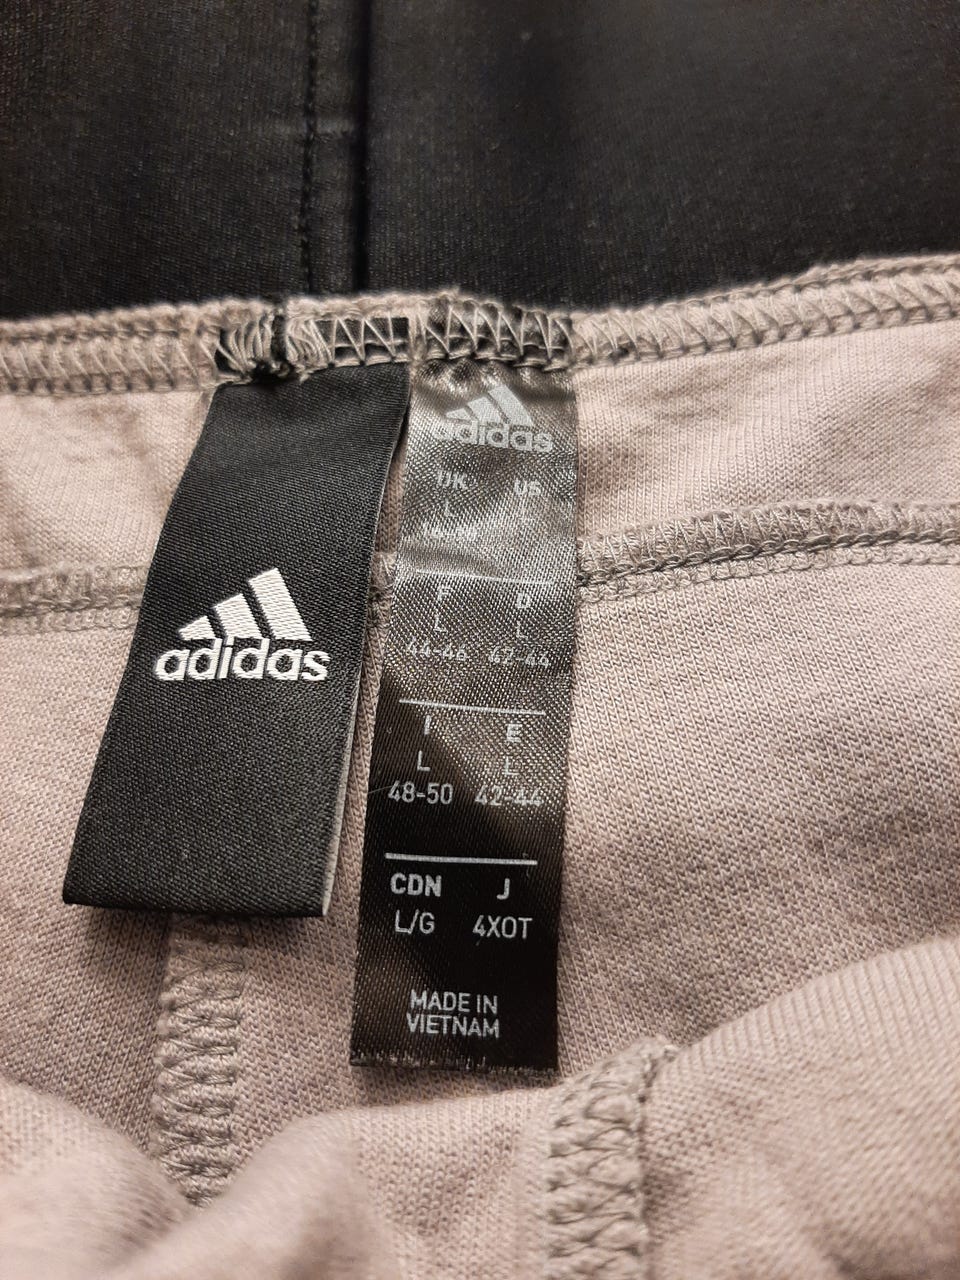 adidas
adidas
UK US
L L
F D
L L
44-46 42-44
I E
L L
48-50 42-44
CDN J
L/G 4XOT
MADE IN
VIETNAM